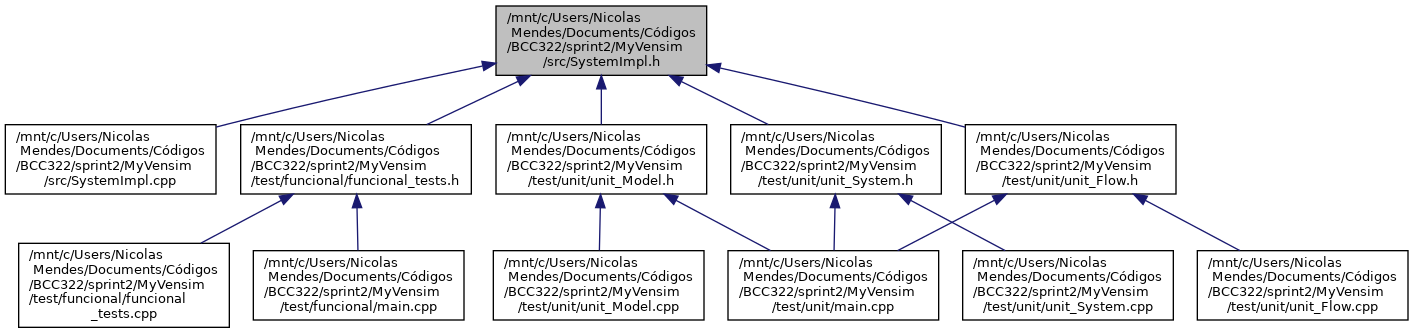 /mnt/c/Users/Nicolas
Mendes/Documents/Códigos
/BCC322/sprint2/MyVensim
/src/SystemImpl.h
/mnt/c/Users/Nicolas
Mendes/Documents/Códigos
/BCC322/sprint2/MyVensim
/src/SystemImpl.cpp
/mnt/c/Users/Nicolas
Mendes/Documents/Códigos
/BCC322/sprint2/MyVensim
/test/funcional/funcional_tests.h
/mnt/c/Users/Nicolas
Mendes/Documents/Códigos
/BCC322/sprint2/MyVensim
/test/unit/unit_Model.h
/mnt/c/Users/Nicolas
Mendes/Documents/Códigos
/BCC322/sprint2/MyVensim
/test/unit/unit_System.h
/mnt/c/Users/Nicolas
Mendes/Documents/Códigos
/BCC322/sprint2/MyVensim
/test/unit/unit_Flow.h
/mnt/c/Users/Nicolas
Mendes/Documents/Códigos
/BCC322/sprint2/MyVensim
/test/funcional/funcional
_tests.cpp
/mnt/c/Users/Nicolas
Mendes/Documents/Códigos
/BCC322/sprint2/MyVensim
/test/funcional/main.cpp
/mnt/c/Users/Nicolas
Mendes/Documents/Códigos
/BCC322/sprint2/MyVensim
/test/unit/unit_Model.cpp
/mnt/c/Users/Nicolas
Mendes/Documents/Códigos
/BCC322/sprint2/MyVensim
/test/unit/main.cpp
/mnt/c/Users/Nicolas
Mendes/Documents/Códigos
/BCC322/sprint2/MyVensim
/test/unit/unit_System.cpp
/mnt/c/Users/Nicolas
Mendes/Documents/Códigos
/BCC322/sprint2/MyVensim
/test/unit/unit_Flow.cpp